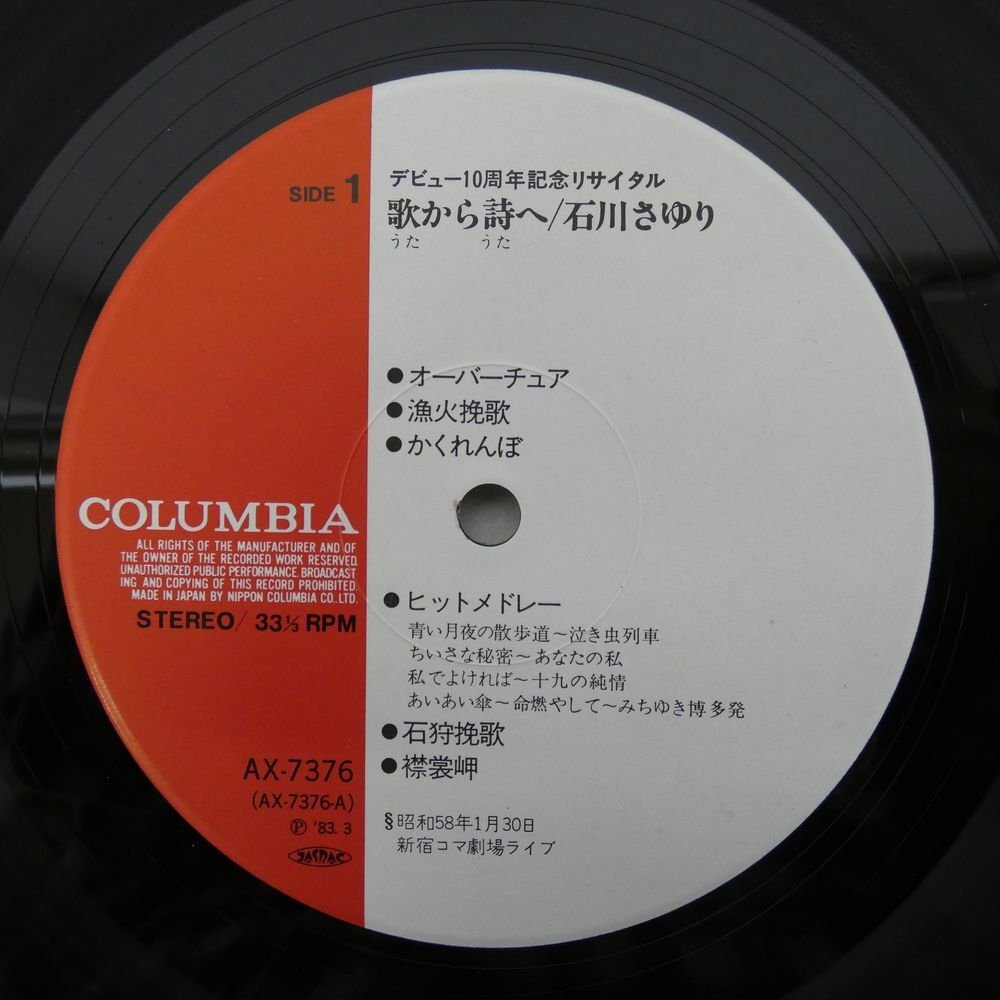 SIDE 1
デビュー10周年記念リサイタル
歌から詩へ/石川さゆり
うた うた
●オーバーチュア
●漁火挽歌
●かくれんぼ
COLUMBIA
ALL RIGHTS OF THE MANUFACTURER AND OF
THE OWNER OF THE RECORDED WORK RESERVED.
UNAUTHORIZED PUBLIC PERFORMANCE BROADCAST
ING AND COPYING OF THIS RECORD PROHIBITED.
MADE IN JAPAN BY NIPPON COLUMBIA CO.,LTD.
STEREO/ 33⅓ RPM
●ヒットメドレー
青い月夜の散歩道〜泣き虫列車
ちいさな秘密〜あなたの私
私でよければ〜十九の純情
あいあい傘〜命燃やして〜みちゆき博多発
●石狩挽歌
●襟裳岬
AX-7376
(AX-7376-A)
Ⓟ '83. 3
JASRAC
§昭和58年1月30日
新宿コマ劇場ライブ